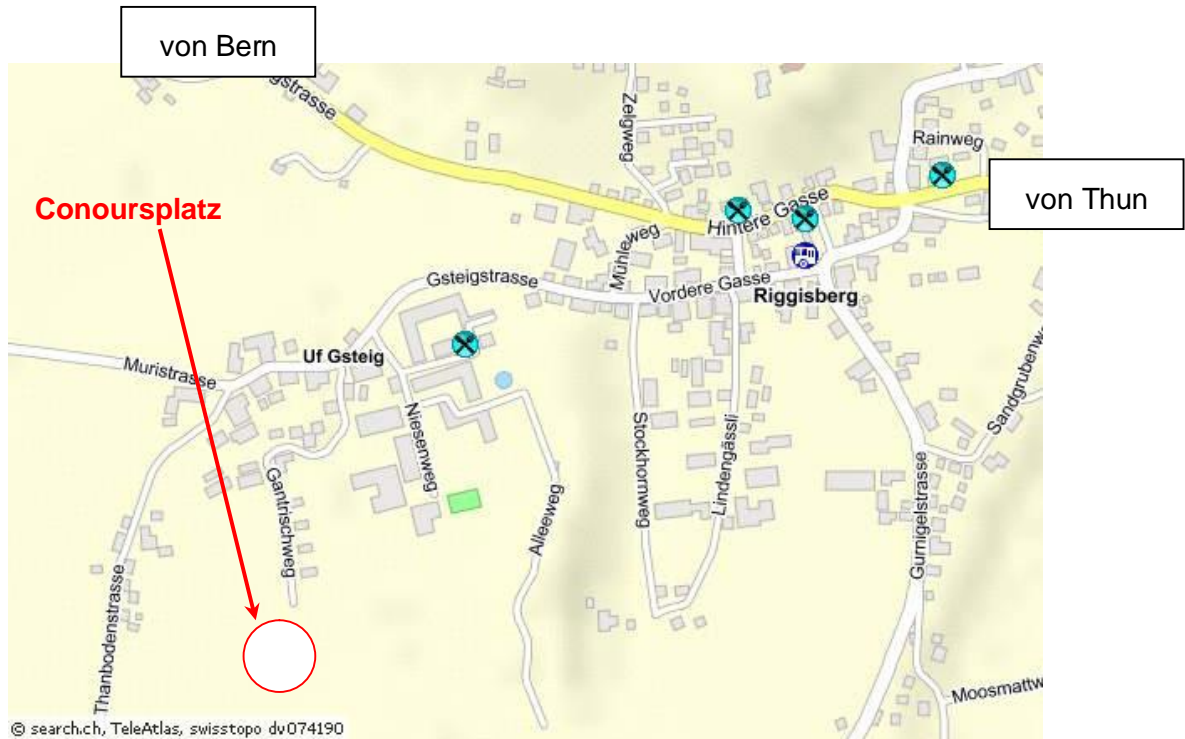 von Bern
gstrasse
Zelgweg
Rainweg
von Thun
Conoursplatz
Hintere Gasse
Mühleweg
Gsteigstrasse
Vordere Gasse
Riggisberg
Uf Gsteig
Muristrasse
Niesenweg
Stockhornweg
Lindengässli
Sandgrubenw
Gantrischweg
Alleeweg
Gurnigelstrasse
Thanbodenstrasse
Moosmattw
© search.ch, TeleAtlas, swisstopo dv074190